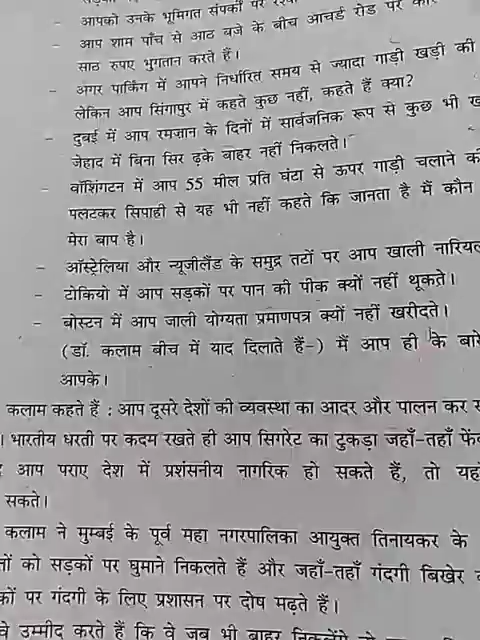 आपको उनके भूमिगत संपर्कों पर
- आप शाम पाँच से आठ बजे के बीच आचर्ड रोड पर
साठ रुपए भुगतान करते हैं।
- अगर पार्किंग में आपने निर्धारित समय से ज्यादा गाड़ी खड़ी की
लेकिन आप सिंगापुर में कहते कुछ नहीं, कहते हैं क्या?
- दुबई में आप रमज़ान के दिनों में सार्वजनिक रूप से कुछ भी
जेहाद में बिना सिर ढ़के बाहर नहीं निकलते।
- वॉशिंगटन में आप 55 मील प्रति घंटा से ऊपर गाड़ी चलाने
पलटकर सिपाही से यह भी नहीं कहते कि जानता है मैं कौन
मेरा बाप है।
- ऑस्ट्रेलिया और न्यूजीलैंड के समुद्र तटों पर आप खाली
- टोकियो में आप सड़कों पर पान की पीक क्यों नहीं थूकते।
- बोस्टन में आप जाली योग्यता प्रमाणपत्र क्यों नहीं खरीदते।
(डॉ. कलाम बीच में याद दिलाते हैं-) मैं आप ही के
आपके।
कलाम कहते हैं : आप दूसरे देशों की व्यवस्था का आदर और पालन कर
। भारतीय धरती पर कदम रखते ही आप सिगरेट का टुकड़ा जहाँ-तहाँ
आप पराए देश में प्रशंसनीय नागरिक हो सकते हैं, तो
सकते।
कलाम ने मुम्बई के पूर्व महा नगरपालिका आयुक्त तिनायकर के
को सड़कों पर घुमाने निकलते हैं और जहाँ-तहाँ गंदगी बिखेर
पर गंदगी के लिए प्रशासन पर दोष मढ़ते हैं।
वे उम्मीद करते हैं कि वे जब भी बाहर